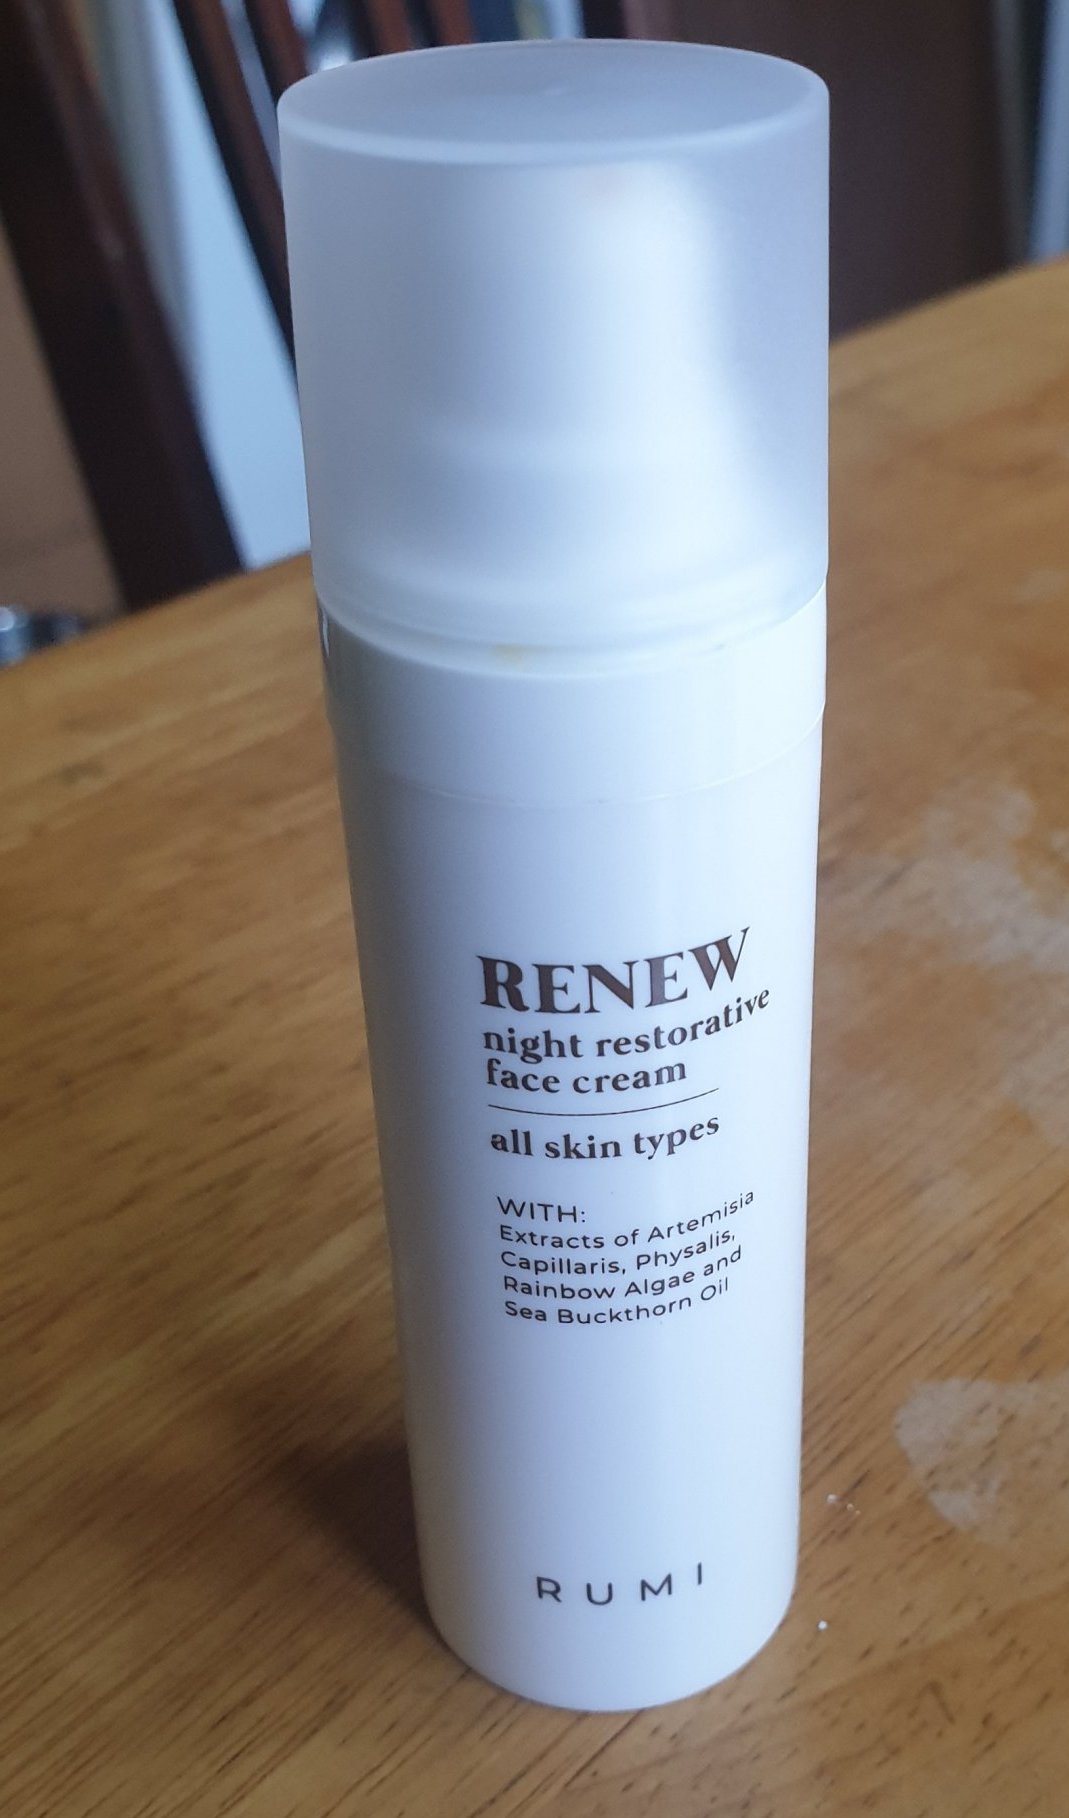 RENEW
night restorative
face cream
all skin types
WITH:
Extracts of Artemisia
Capillaris, Physalis,
Rainbow Algae and
Sea Buckthorn Oil
RUMI